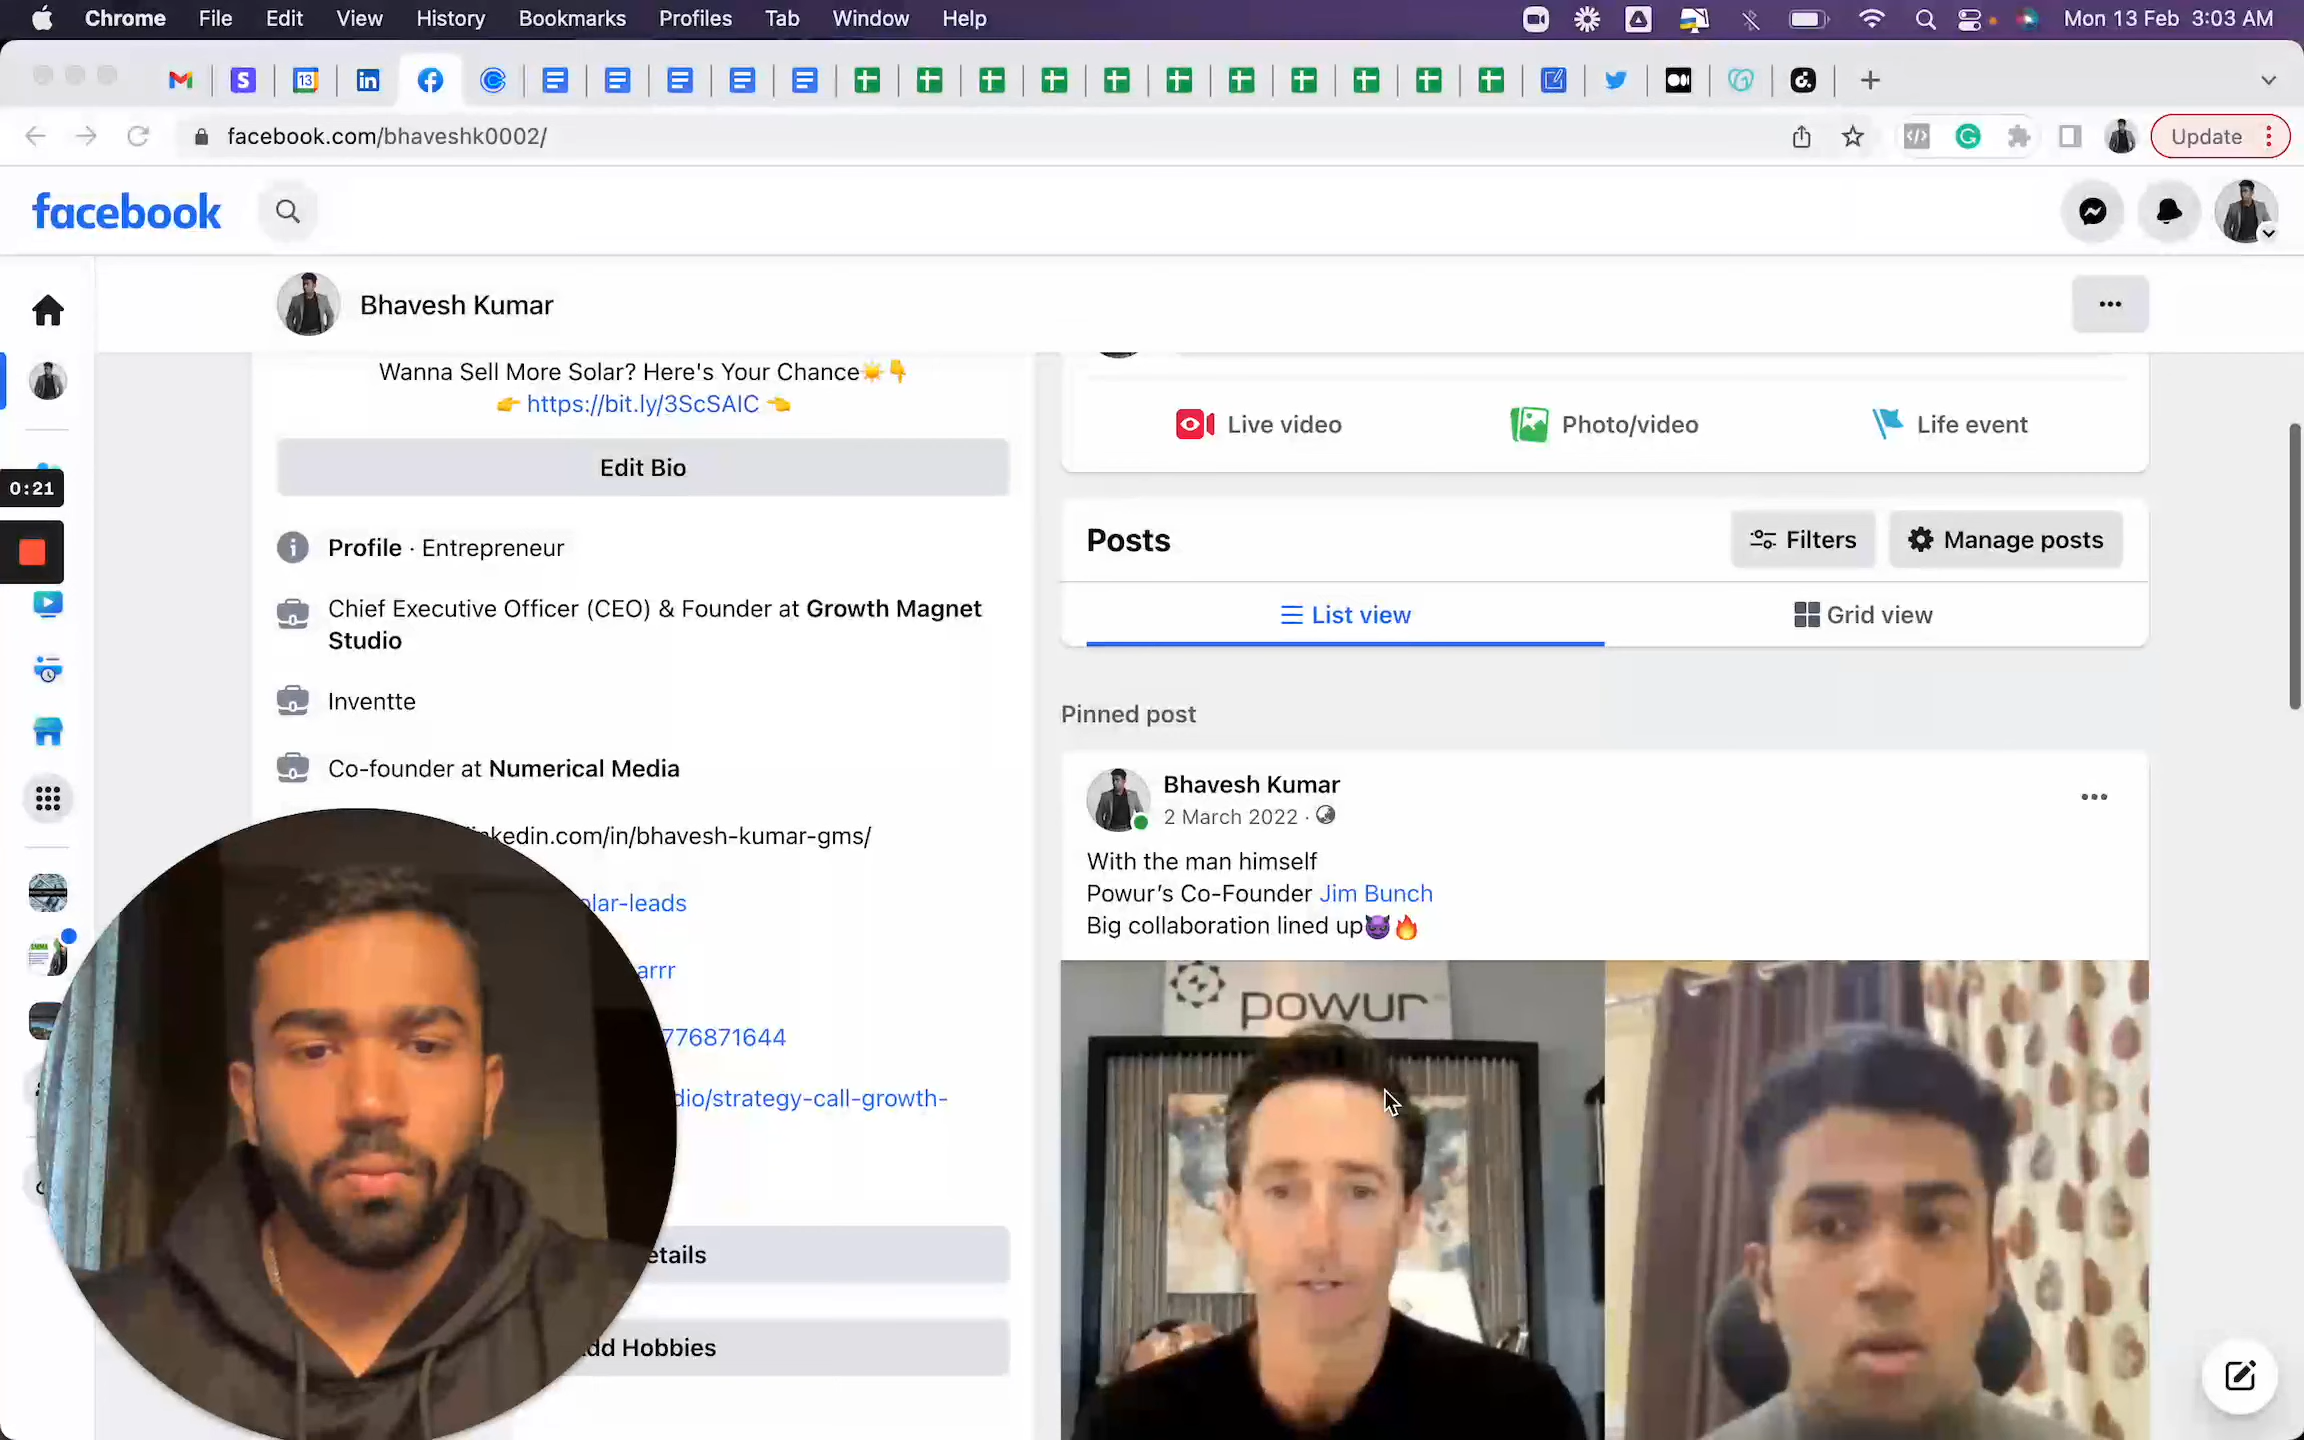 Chrome File Edit View History Bookmarks Profiles Tab Window Help
Mon 13 Feb 3:03 AM
13
facebook.com/bhaveshk0002/
Update
facebook
Bhavesh Kumar
Wanna Sell More Solar? Here's Your Chance☀️👇
👉 https://bit.ly/3ScSAIC 👈
Edit Bio
0:21
Profile · Entrepreneur
Chief Executive Officer (CEO) & Founder at Growth Magnet
Studio
Inventte
Co-founder at Numerical Media
kedin.com/in/bhavesh-kumar-gms/
olar-leads
arrr
776871644
dio/strategy-call-growth-
etails
dd Hobbies
Live video
Photo/video
Life event
Posts
Filters
Manage posts
List view
Grid view
Pinned post
Bhavesh Kumar
2 March 2022 ·
With the man himself
Powur’s Co-Founder Jim Bunch
Big collaboration lined up😈🔥
powur